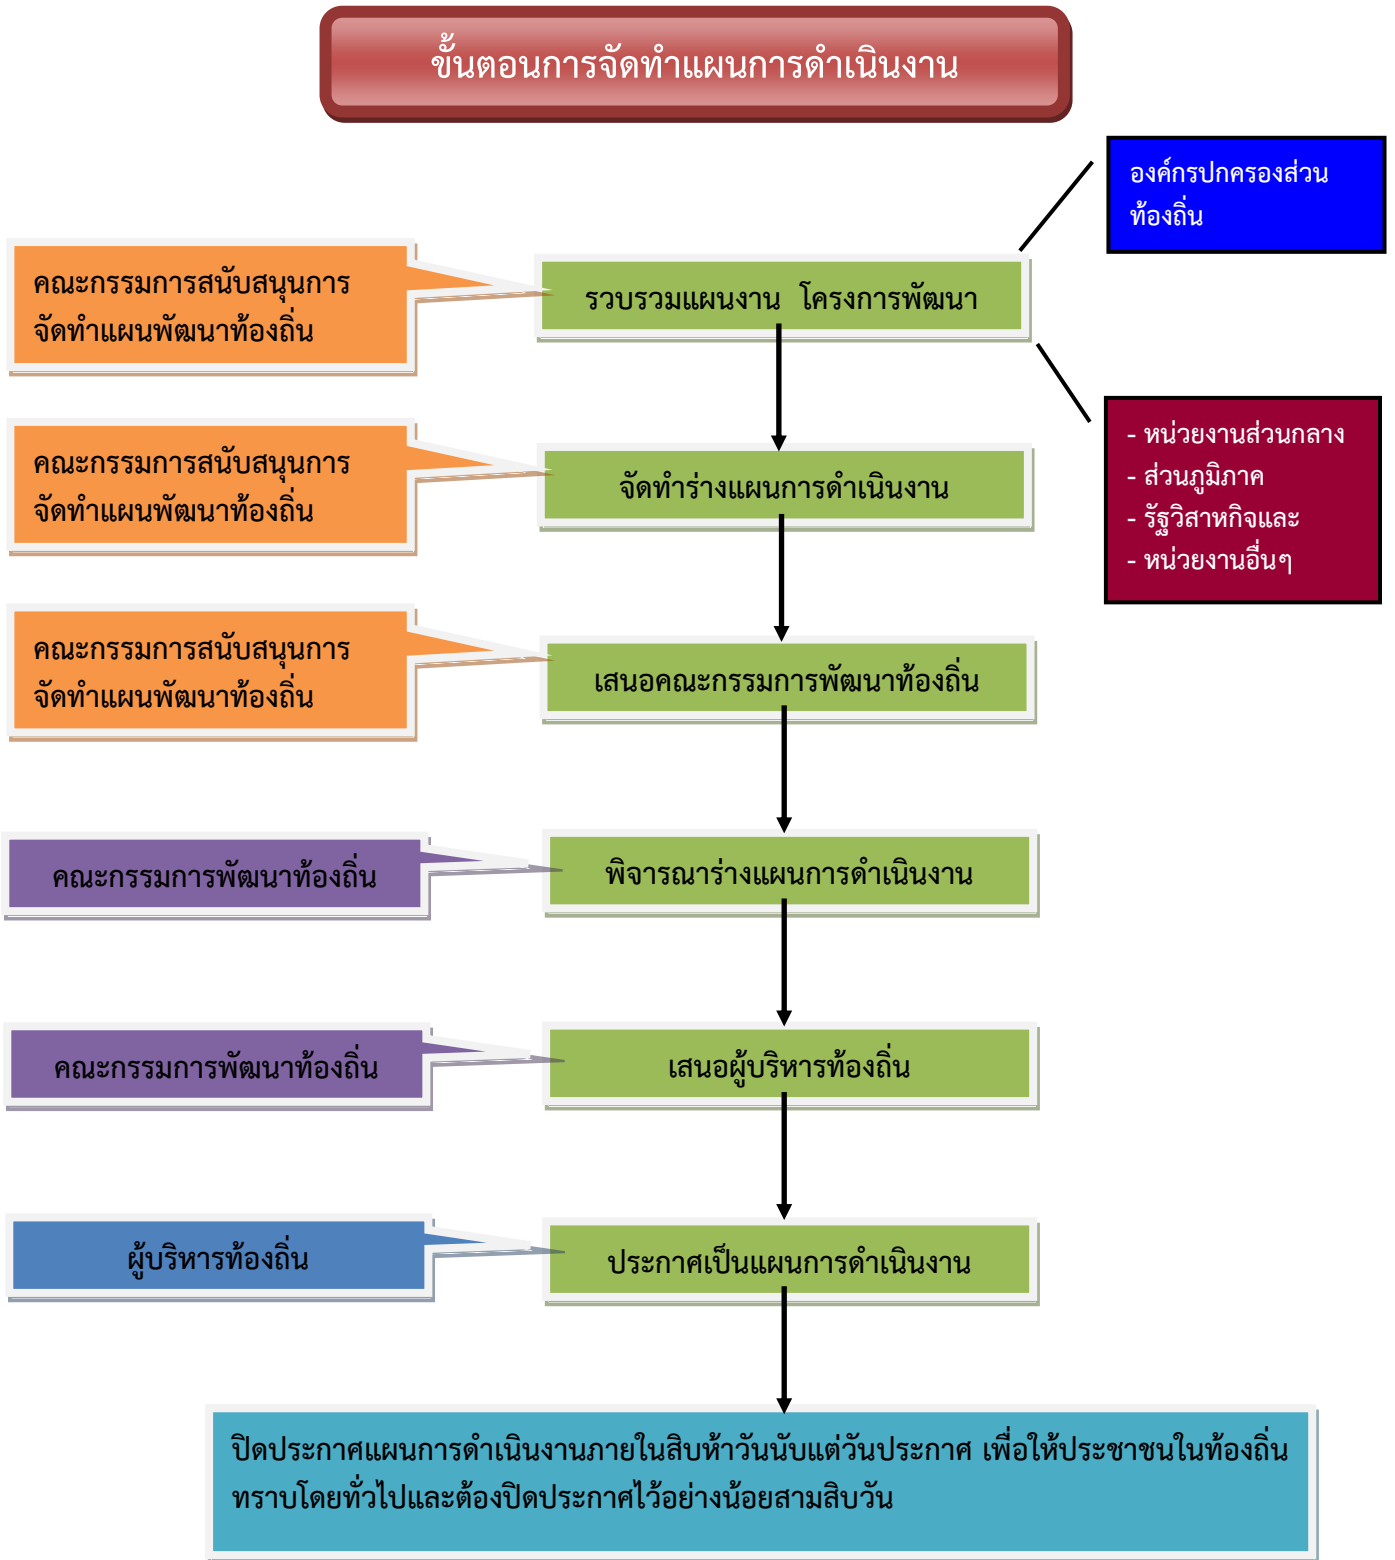 ขั้นตอนการจัดทำแผนการดำเนินงาน
องค์กรปกครองส่วน
ท้องถิ่น
คณะกรรมการสนับสนุนการ
จัดทำแผนพัฒนาท้องถิ่น
รวบรวมแผนงาน โครงการพัฒนา
- หน่วยงานส่วนกลาง
- ส่วนภูมิภาค
- รัฐวิสาหกิจและ
- หน่วยงานอื่นๆ
คณะกรรมการสนับสนุนการ
จัดทำแผนพัฒนาท้องถิ่น
จัดทำร่างแผนการดำเนินงาน
คณะกรรมการสนับสนุนการ
จัดทำแผนพัฒนาท้องถิ่น
เสนอคณะกรรมการพัฒนาท้องถิ่น
คณะกรรมการพัฒนาท้องถิ่น
พิจารณาร่างแผนการดำเนินงาน
คณะกรรมการพัฒนาท้องถิ่น
เสนอผู้บริหารท้องถิ่น
ผู้บริหารท้องถิ่น
ประกาศเป็นแผนการดำเนินงาน
ปิดประกาศแผนการดำเนินงานภายในสิบห้าวันนับแต่วันประกาศ เพื่อให้ประชาชนในท้องถิ่น
ทราบโดยทั่วไปและต้องปิดประกาศไว้อย่างน้อยสามสิบวัน